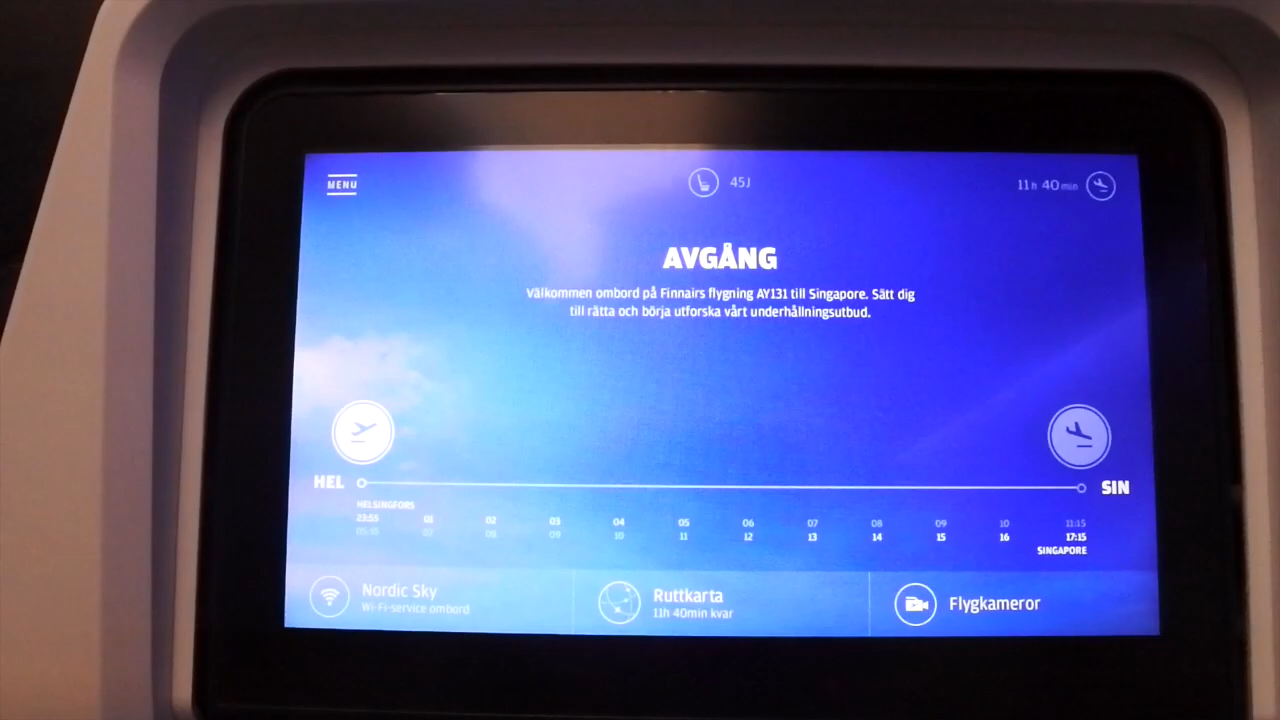 MENU
45J
11h 40min
AVGÅNG
Välkommen ombord på Finnairs flygning AY131 till Singapore. Sätt dig
till rätta och börja utforska vårt underhållningsutbud.
HEL
SIN
HELSINGFORS
23:55 01 02 03 04 05 06 07 08 09 10 11:15
07 08 09 10 11 12 13 14 15 16 17:15
SINGAPORE
Nordic Sky
Wi-Fi-service ombord
Ruttkarta
11h 40min kvar
Flygkameror